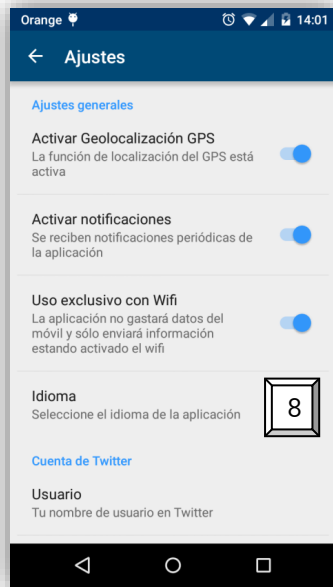 Orange 14:01
Ajustes
Ajustes generales
Activar Geolocalización GPS
La función de localización del GPS está
activa
Activar notificaciones
Se reciben notificaciones periódicas de
la aplicación
Uso exclusivo con Wifi
La aplicación no gastará datos del
móvil y sólo enviará información
estando activado el wifi
Idioma
Seleccione el idioma de la aplicación
8
Cuenta de Twitter
Usuario
Tu nombre de usuario en Twitter